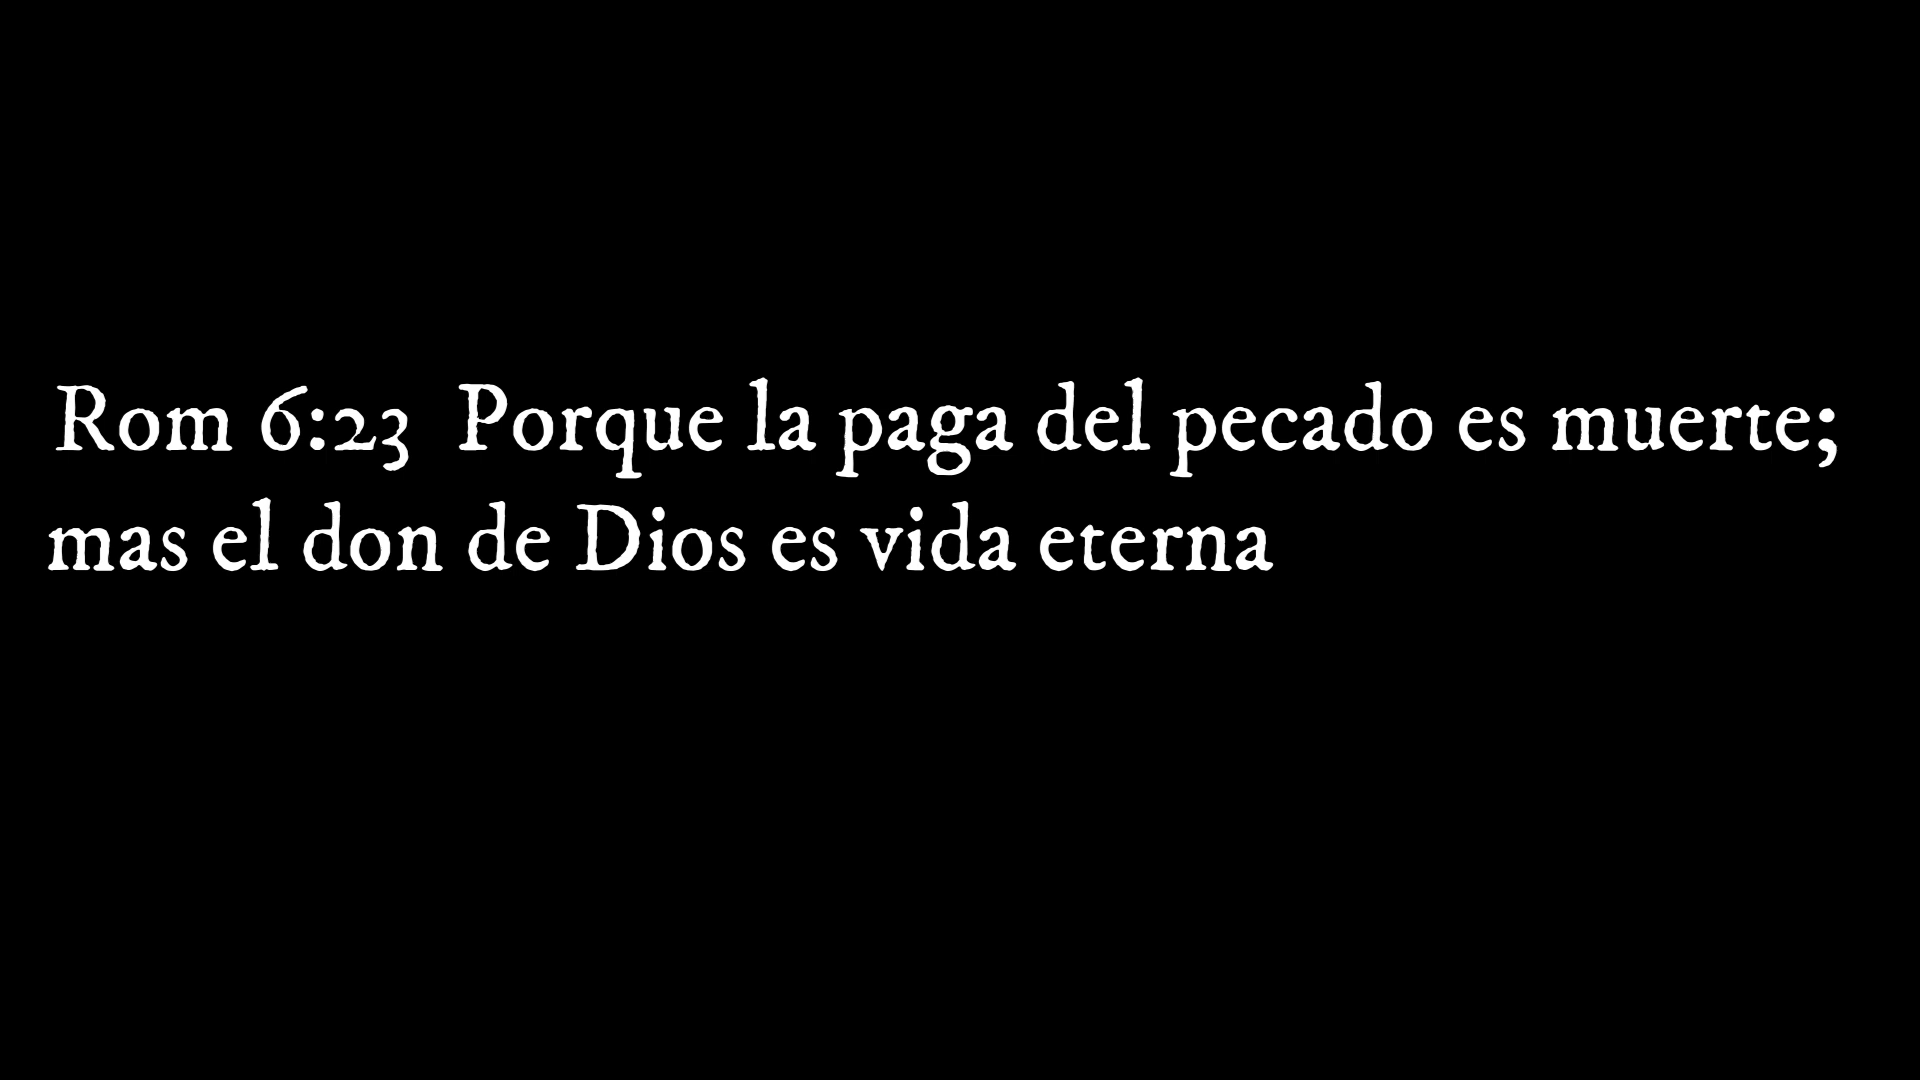 Rom 6:23  Porque la paga del pecado es muerte;
mas el don de Dios es vida eterna